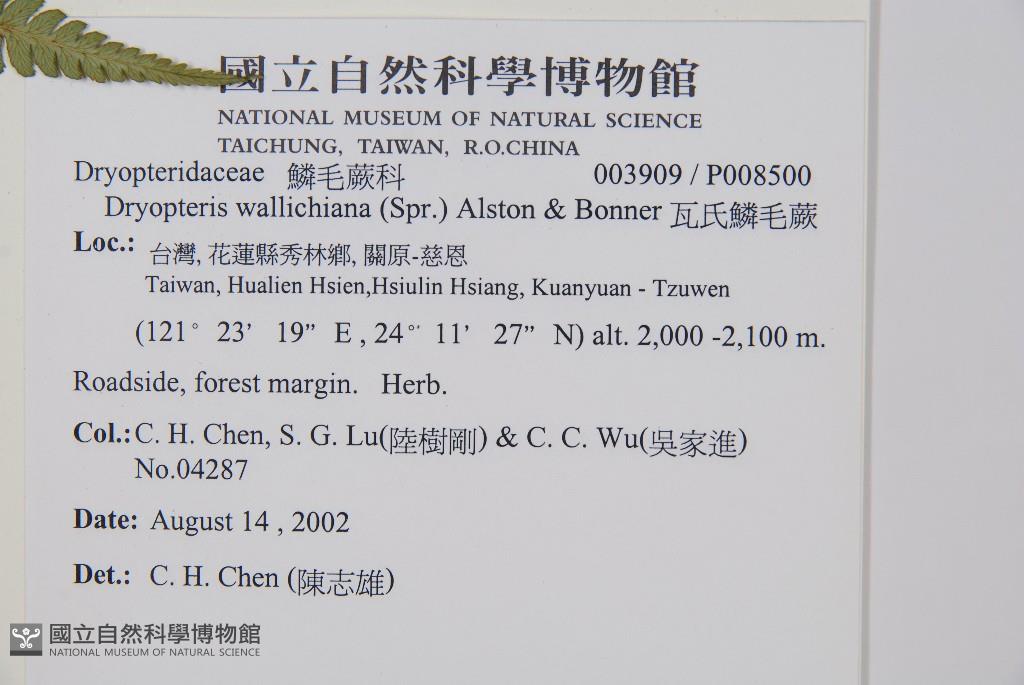 國立自然科學博物館
NATIONAL MUSEUM OF NATURAL SCIENCE
TAICHUNG, TAIWAN, R.O.CHINA
Dryopteridaceae 鱗毛蕨科 003909 / P008500
Dryopteris wallichiana (Spr.) Alston & Bonner 瓦氏鱗毛蕨
Loc.: 台灣, 花蓮縣秀林鄉, 關原-慈恩
Taiwan, Hualien Hsien,Hsiulin Hsiang, Kuanyuan - Tzuwen
(121° 23' 19” E , 24°' 11' 27” N) alt. 2,000 -2,100 m.
Roadside, forest margin. Herb.
Col.: C. H. Chen, S. G. Lu(陸樹剛) & C. C. Wu(吳家進)
No.04287
Date: August 14 , 2002
Det.: C. H. Chen (陳志雄)
國立自然科學博物館
NATIONAL MUSEUM OF NATURAL SCIENCE